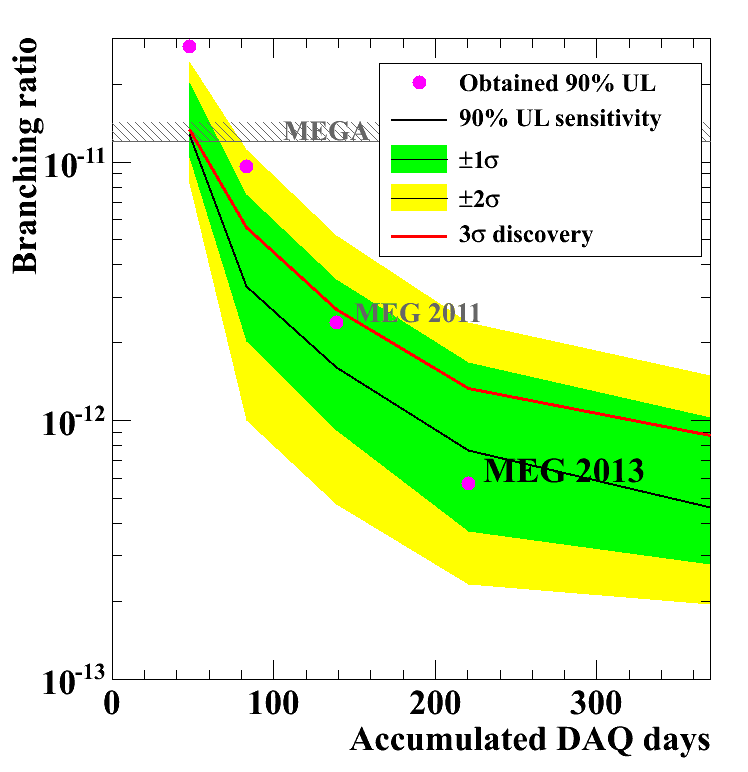 Branching ratio
10⁻¹¹
10⁻¹²
10⁻¹³
MEGA
Obtained 90% UL
90% UL sensitivity
±1σ
±2σ
3σ discovery
MEG 2011
MEG 2013
0 100 200 300
Accumulated DAQ days